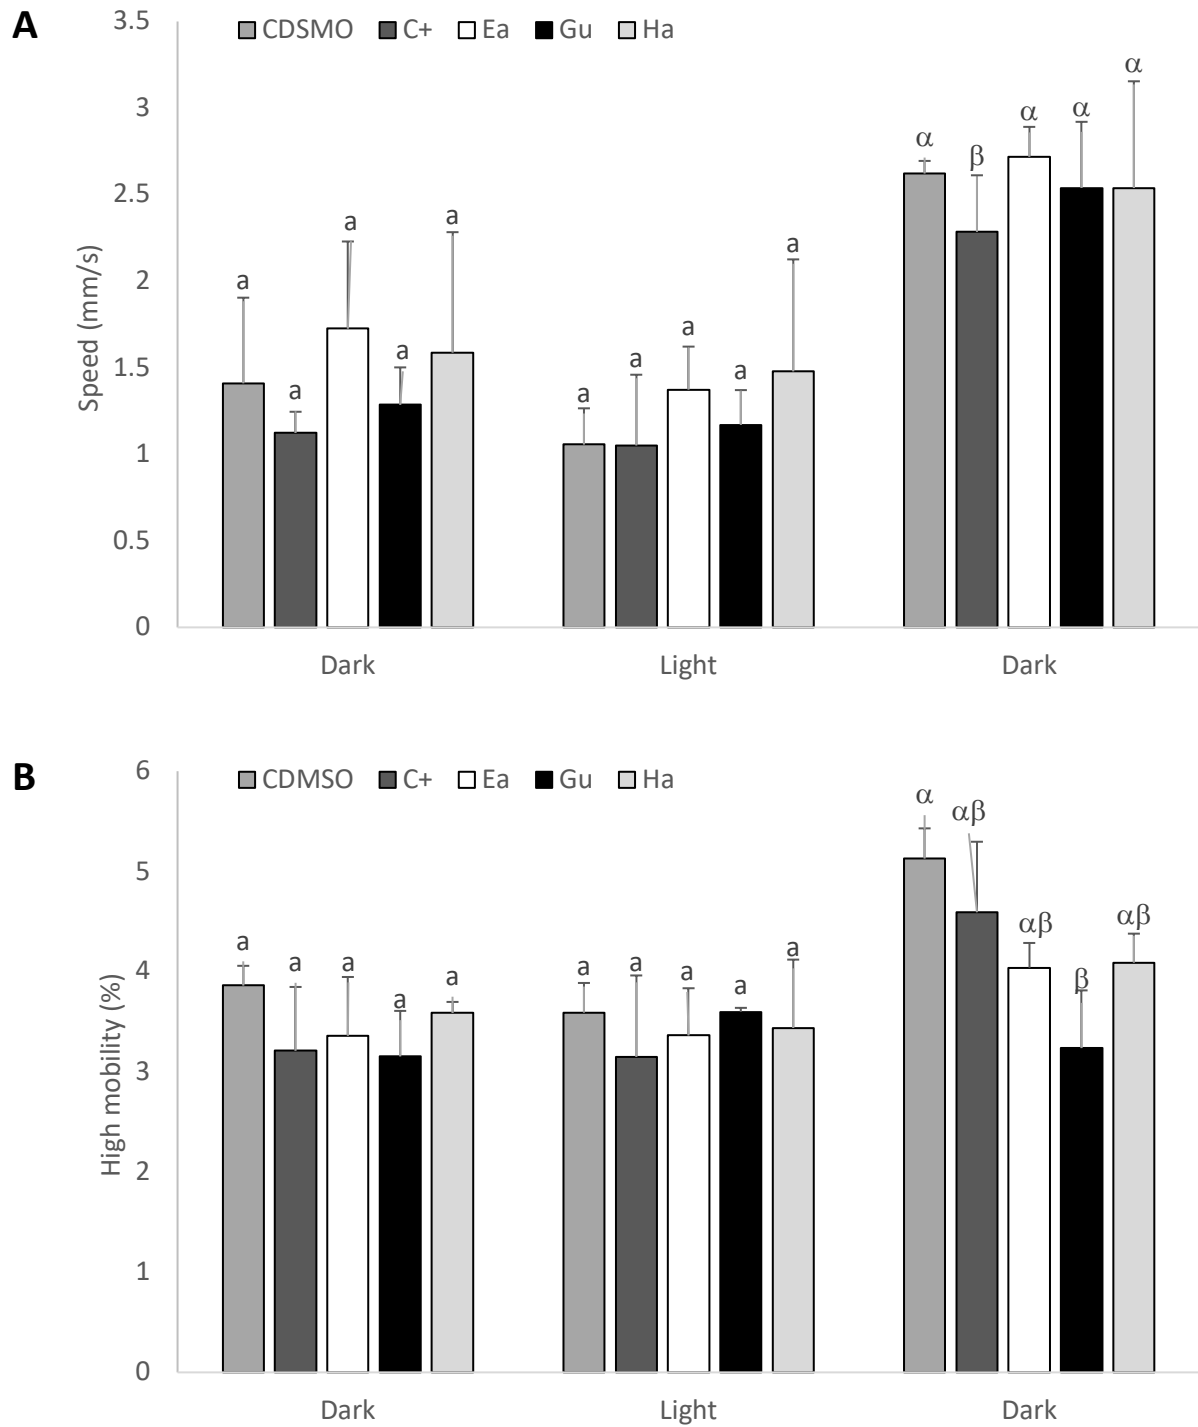 A
3.5
CDSMO C+ Ea Gu Ha
3
2.5
2
1.5
1
0.5
0
Speed (mm/s)
a a a a a
a a a a a
α β α α α
Dark Light Dark
B
6
CDMSO C+ Ea Gu Ha
5
4
3
2
1
0
High mobility (%)
a a a a a
a a a a a
α αβ αβ β αβ
Dark Light Dark